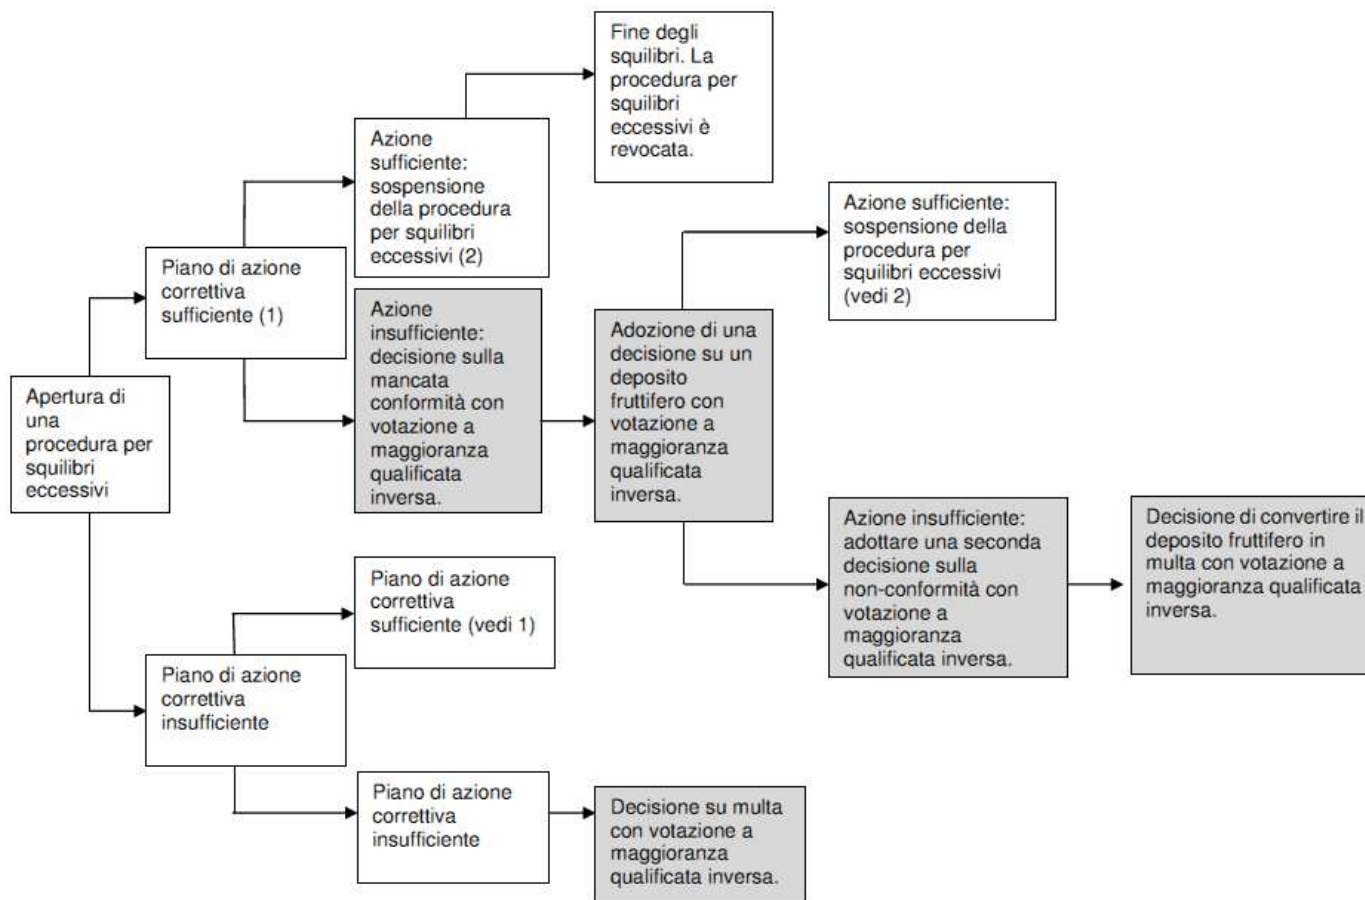 Fine degli
squilibri. La
procedura per
squilibri
eccessivi è
revocata.
Azione
sufficiente:
sospensione
della procedura
per squilibri
eccessivi (2)
Azione sufficiente:
sospensione della
procedura per
squilibri eccessivi
(vedi 2)
Piano di azione
correttiva
sufficiente (1)
Azione
insufficiente:
decisione sulla
mancata
conformità con
votazione a
maggioranza
qualificata
inversa.
Adozione di una
decisione su un
deposito
fruttifero con
votazione a
maggioranza
qualificata
inversa.
Apertura di
una
procedura per
squilibri
eccessivi
Azione insufficiente:
adottare una seconda
decisione sulla
non-conformità con
votazione a
maggioranza
qualificata inversa.
Decisione di convertire il
deposito fruttifero in
multa con votazione a
maggioranza qualificata
inversa.
Piano di azione
correttiva
sufficiente (vedi 1)
Piano di azione
correttiva
insufficiente
Piano di azione
correttiva
insufficiente
Decisione su multa
con votazione a
maggioranza
qualificata inversa.